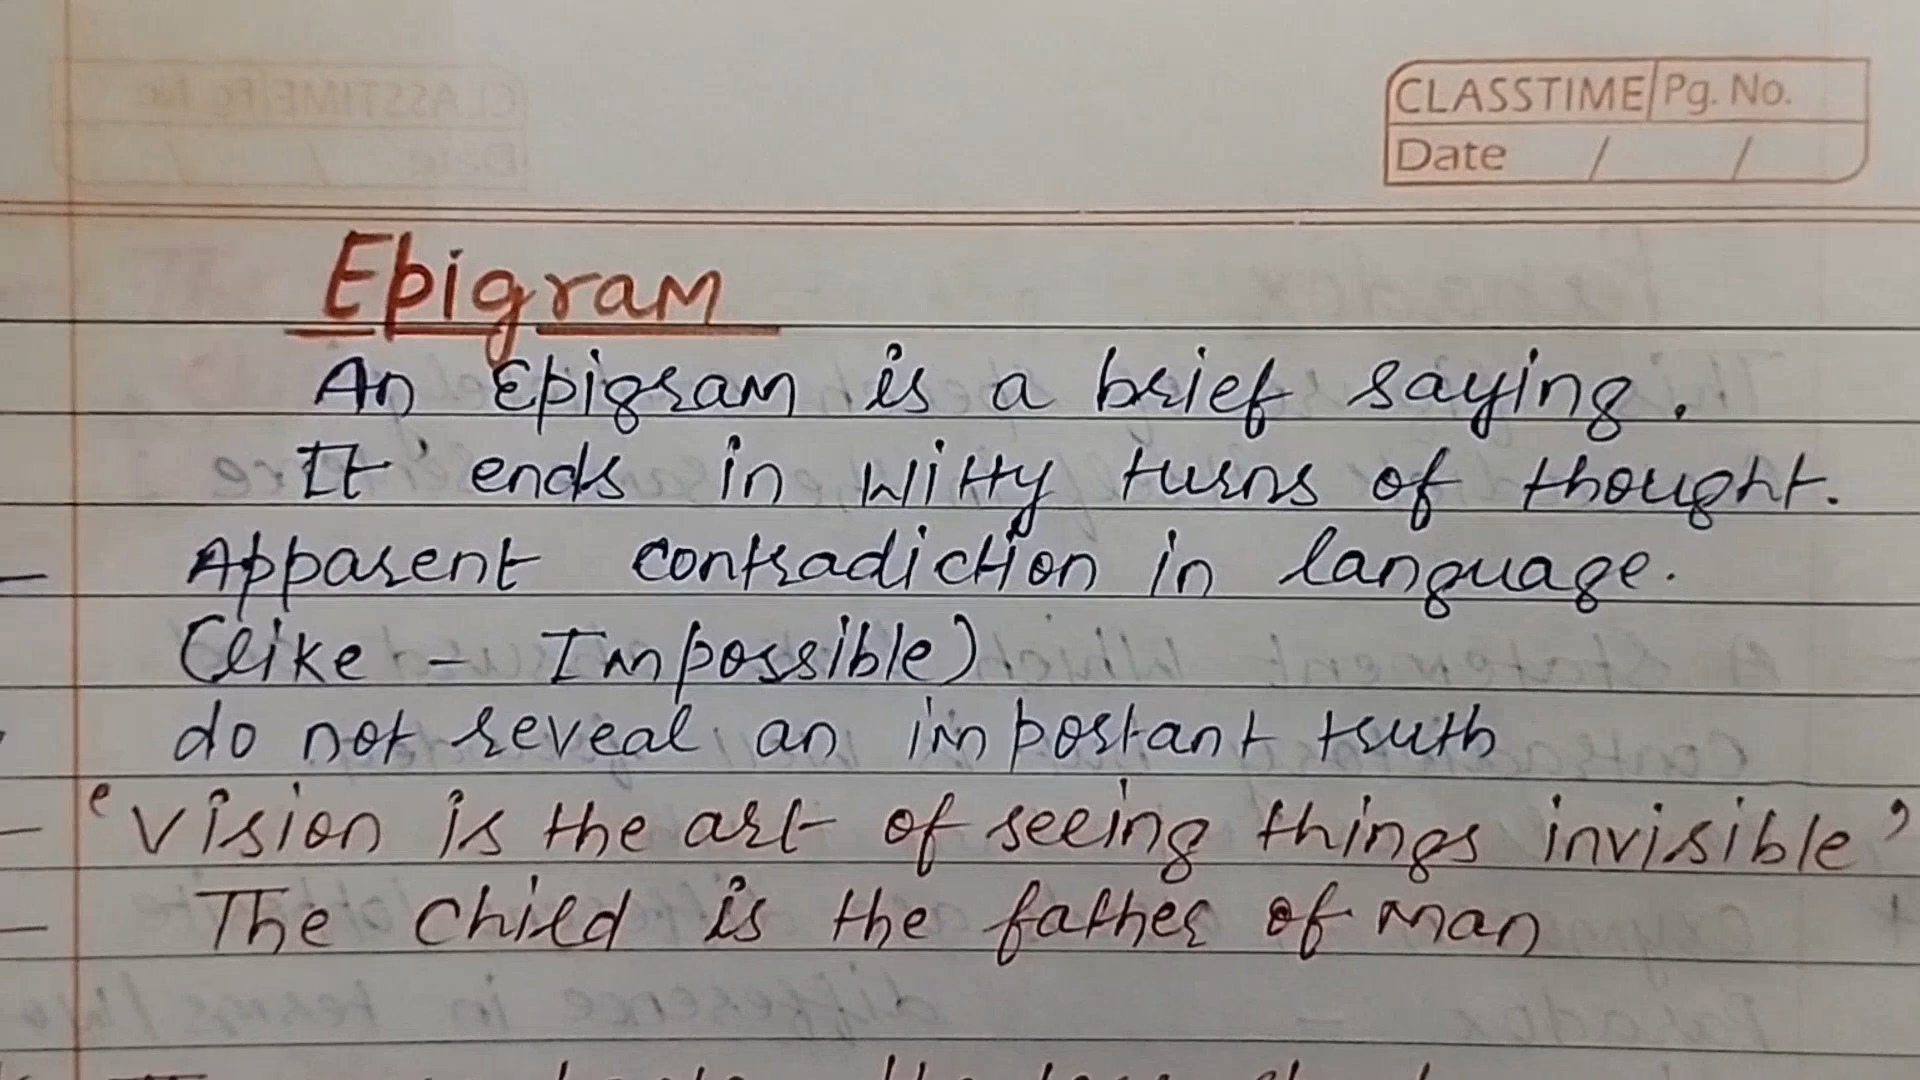 CLASSTIME Pg. No.
Date / /
Epigram
An Epigram is a brief saying.
It ends in witty turns of thought.
- Apparent contradiction in language.
(like - Impossible)
do not reveal an important truth
- 'Vision is the art of seeing things invisible'
- The child is the father of man